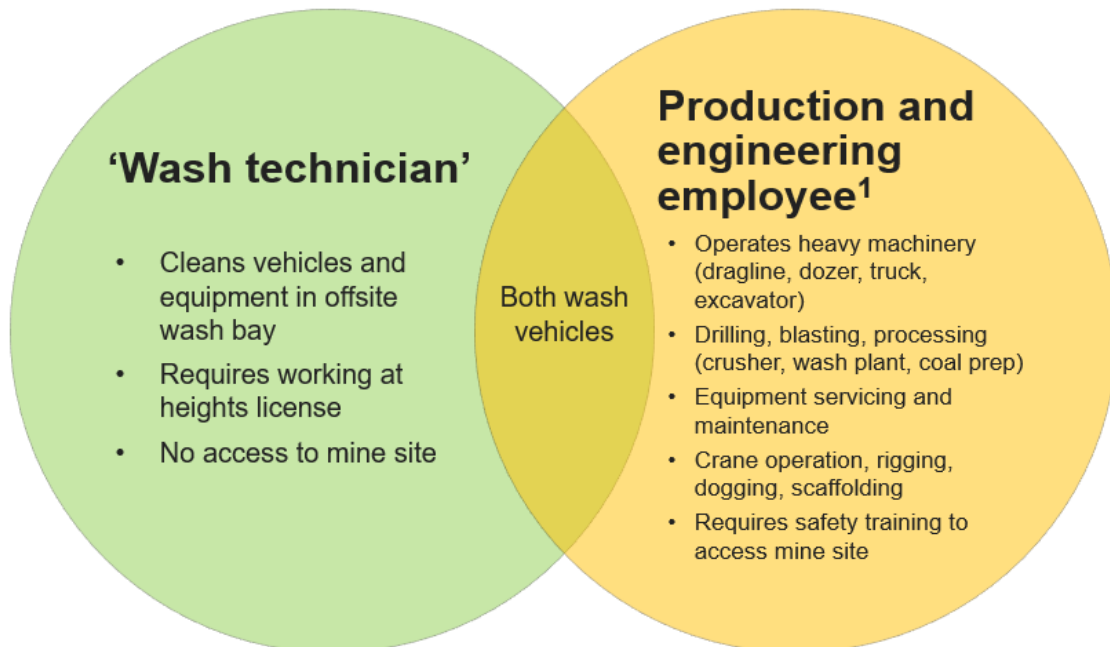 ‘Wash technician’
• Cleans vehicles and
equipment in offsite
wash bay
• Requires working at
heights license
• No access to mine site
Both wash
vehicles
Production and
engineering
employee¹
• Operates heavy machinery
(dragline, dozer, truck,
excavator)
• Drilling, blasting, processing
(crusher, wash plant, coal prep)
• Equipment servicing and
maintenance
• Crane operation, rigging,
dogging, scaffolding
• Requires safety training to
access mine site